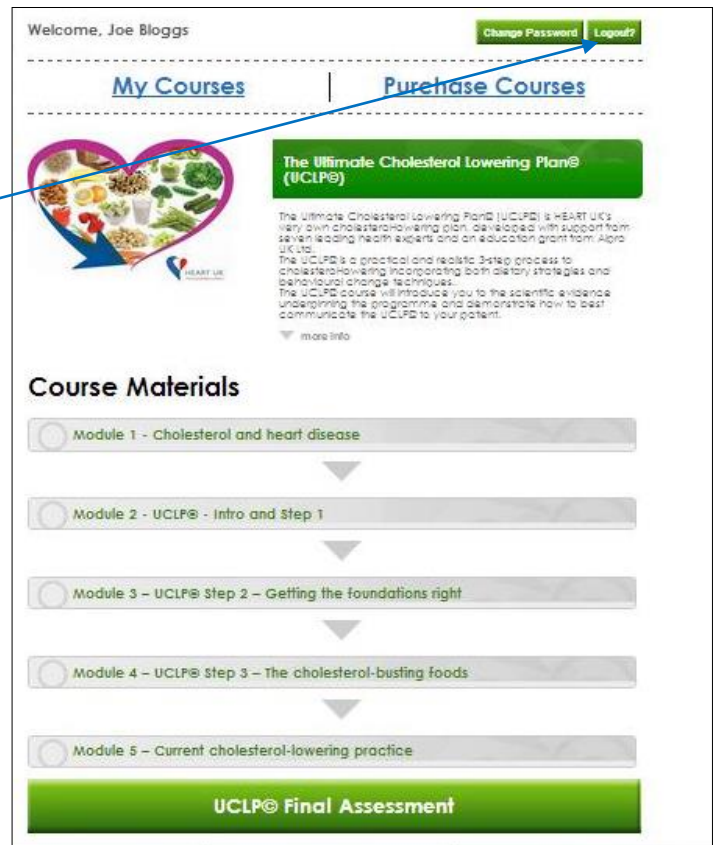 Welcome, Joe Bloggs
Change Password
Logout?
My Courses
Purchase Courses
The Ultimate Cholesterol Lowering Plan©
(UCLP©)
HEART UK
The Ultimate Cholesterol Lowering Plan© (UCLP©) is HEART UK's
very own cholesterol-lowering plan, developed with support from
seven leading health experts and an education grant from Alpro
UK Ltd.
The UCLP© is a practical and realistic 3-step process to
cholesterol-lowering incorporating both dietary strategies and
behavioural change techniques.
The UCLP© course will introduce you to the scientific evidence
underpinning the programme and demonstrate how to best
communicate the UCLP© to your patient.
more info
Course Materials
Module 1 - Cholesterol and heart disease
Module 2 - UCLP© - Intro and Step 1
Module 3 – UCLP© Step 2 – Getting the foundations right
Module 4 – UCLP© Step 3 – The cholesterol-busting foods
Module 5 – Current cholesterol-lowering practice
UCLP© Final Assessment